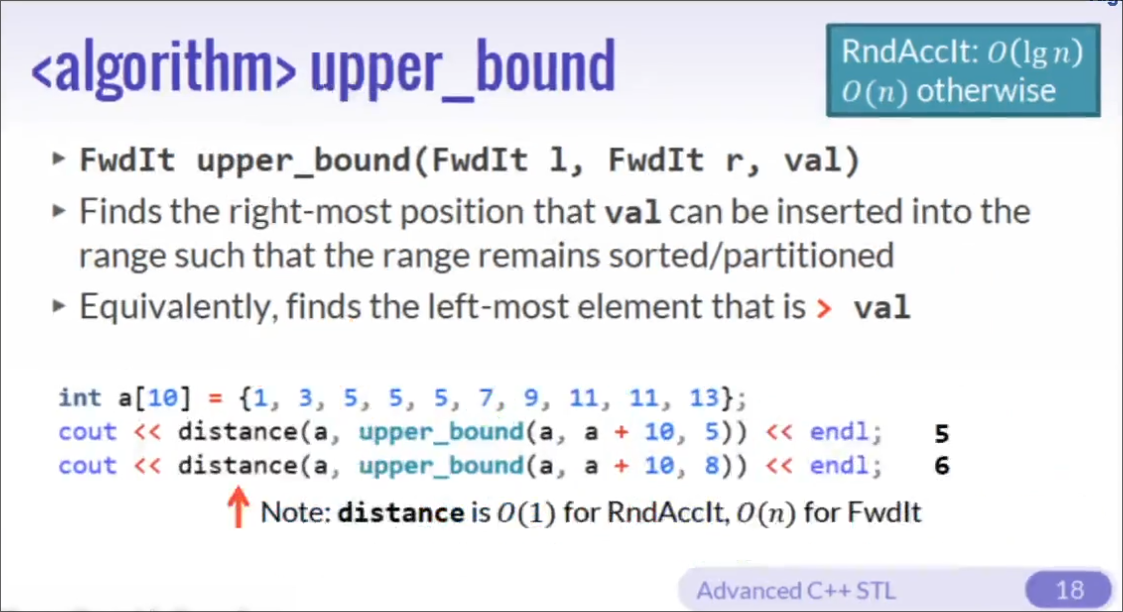 <algorithm> upper_bound
RndAccIt: O(lg n)
O(n) otherwise
▸ FwdIt upper_bound(FwdIt l, FwdIt r, val)
▸ Finds the right-most position that val can be inserted into the
range such that the range remains sorted/partitioned
▸ Equivalently, finds the left-most element that is > val
int a[10] = {1, 3, 5, 5, 5, 7, 9, 11, 11, 13};
cout << distance(a, upper_bound(a, a + 10, 5)) << endl; 5
cout << distance(a, upper_bound(a, a + 10, 8)) << endl; 6
Note: distance is O(1) for RndAccIt, O(n) for FwdIt
Advanced C++ STL 18